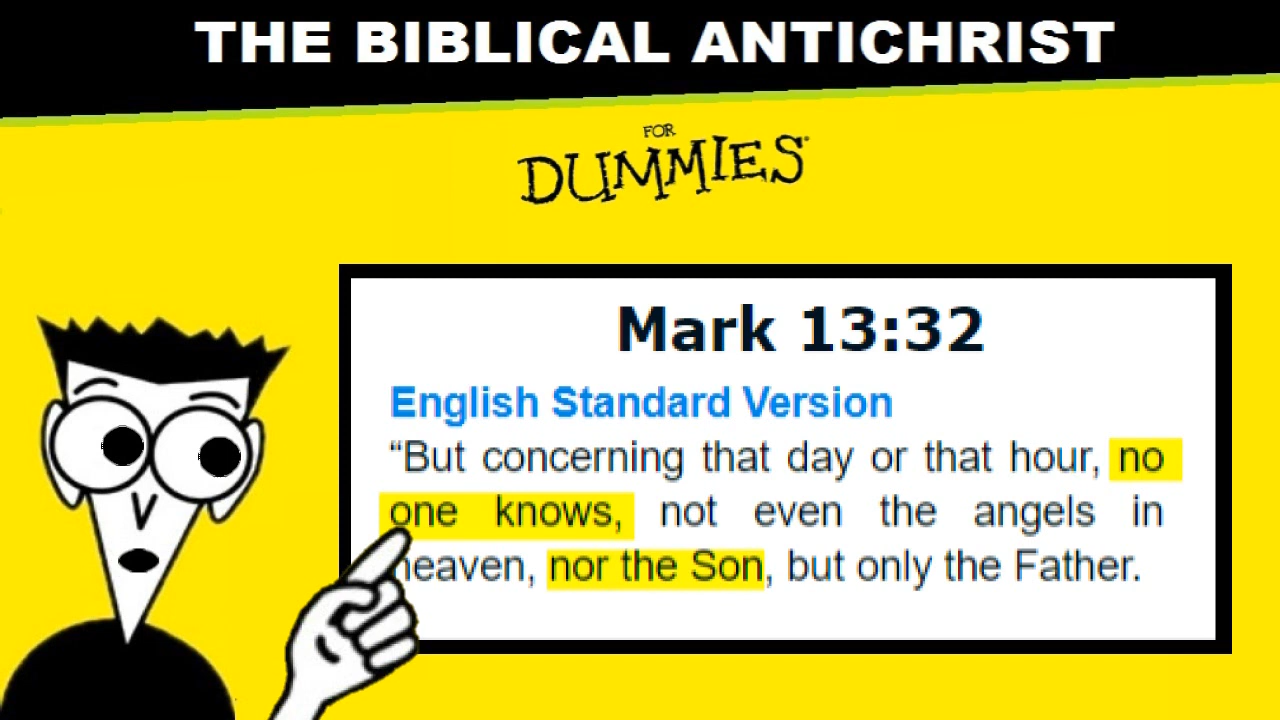 THE BIBLICAL ANTICHRIST
FOR
DUMMIES®
Mark 13:32
English Standard Version
“But concerning that day or that hour, no
one knows, not even the angels in
heaven, nor the Son, but only the Father.